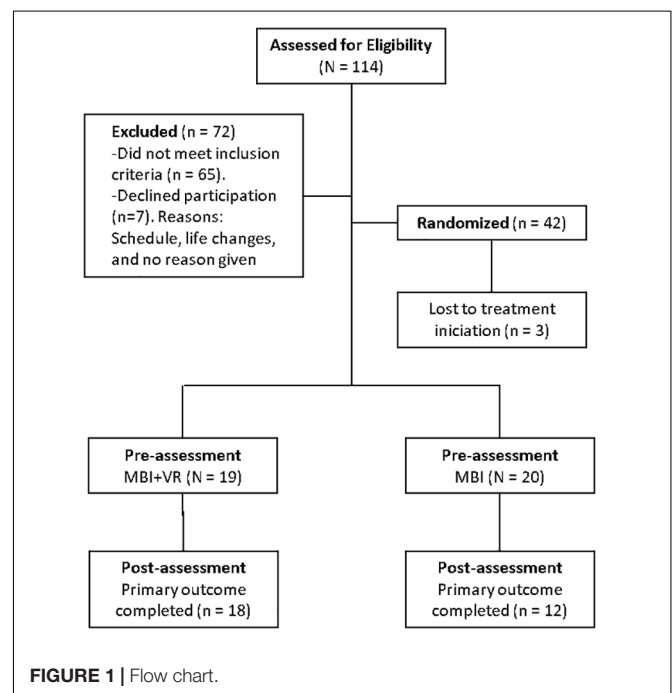 Assessed for Eligibility
(N = 114)
Excluded (n = 72)
-Did not meet inclusion
criteria (n = 65).
-Declined participation
(n=7). Reasons:
Schedule, life changes,
and no reason given
Randomized (n = 42)
Lost to treatment
iniciation (n = 3)
Pre-assessment
MBI+VR (N = 19)
Pre-assessment
MBI (N = 20)
Post-assessment
Primary outcome
completed (n = 18)
Post-assessment
Primary outcome
completed (n = 12)
FIGURE 1 | Flow chart.